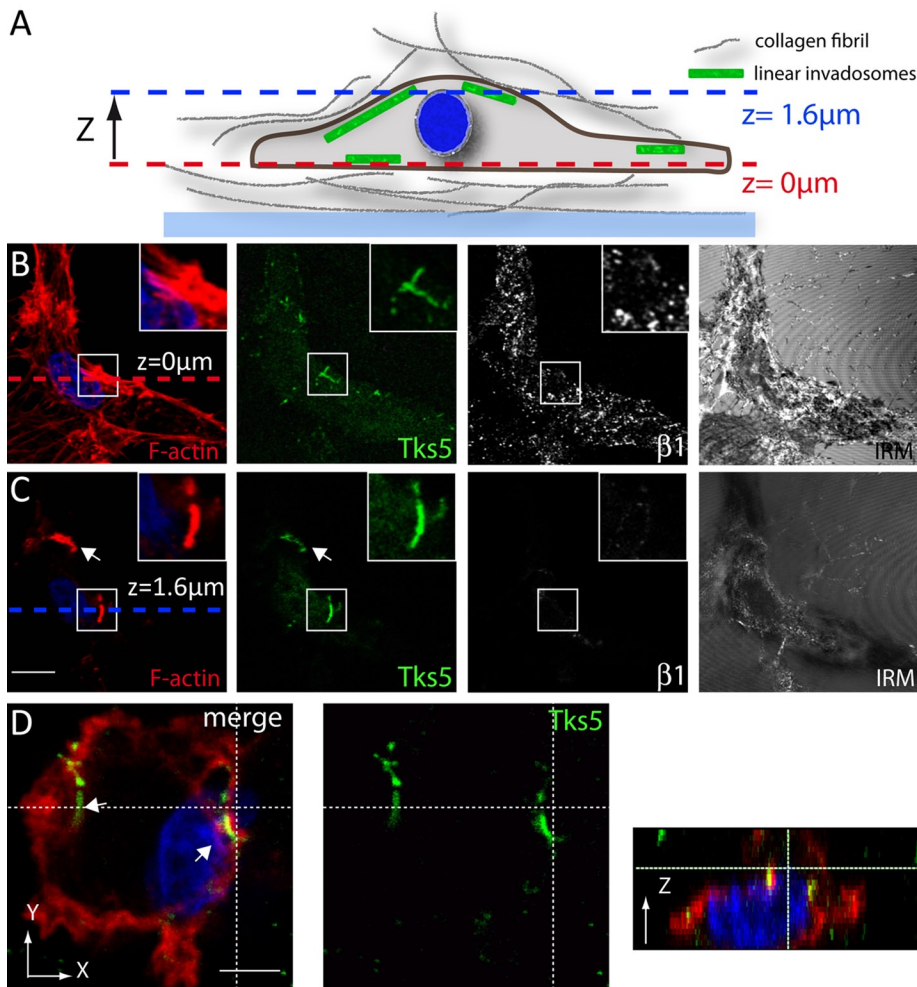 A
collagen fibril
linear invadosomes
Z
z= 1.6µm
z= 0µm
B
z=0µm
F-actin
Tks5
β1
IRM
C
z=1.6µm
F-actin
Tks5
β1
IRM
D
merge
Tks5
Y
X
Z